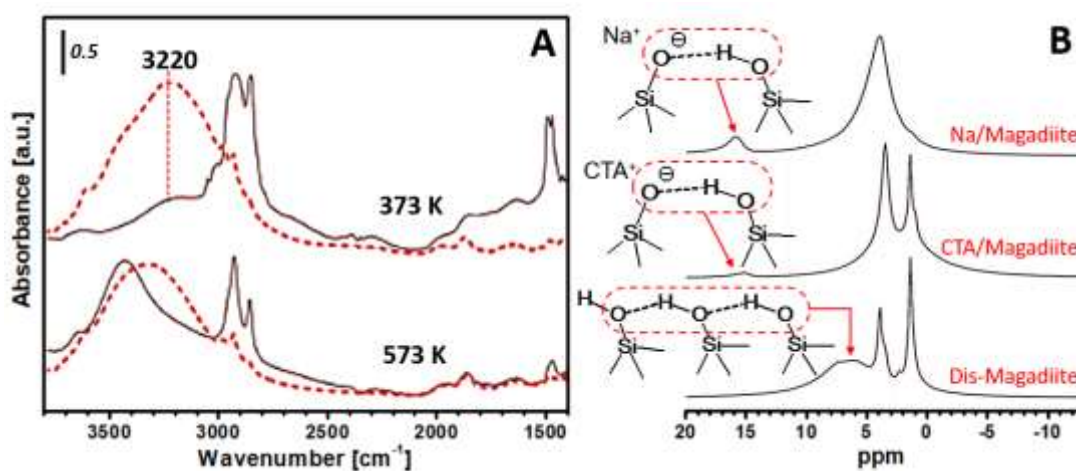 0.5
A
3220
373 K
573 K
Absorbance [a.u.]
3500 3000 2500 2000 1500
Wavenumber [cm⁻¹]
B
Na⁺
⊖
O H
O
Si Si
Na/Magadiite
CTA⁺
⊖
O H
O
Si Si
CTA/Magadiite
H
O H O H O
Si Si Si
Dis-Magadiite
20 15 10 5 0 -5 -10
ppm